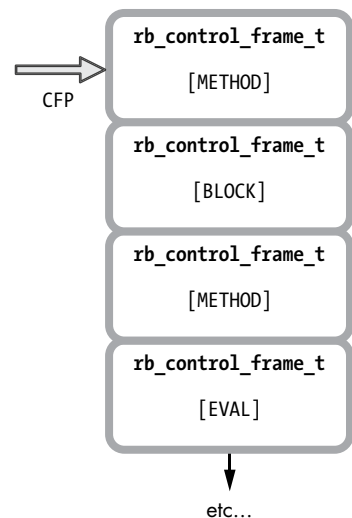 rb_control_frame_t
[METHOD]
CFP
rb_control_frame_t
[BLOCK]
rb_control_frame_t
[METHOD]
rb_control_frame_t
[EVAL]
etc…